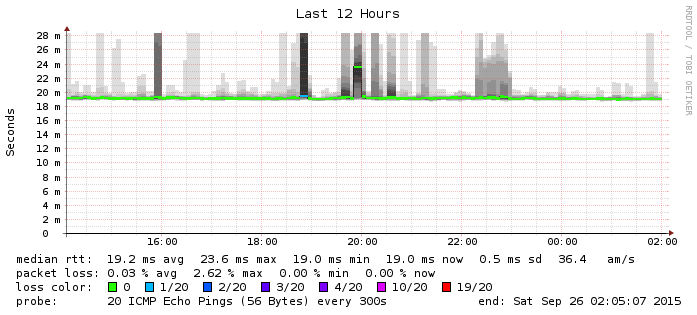 Last 12 Hours
RRDTOOL / TOBI OETIKER
Seconds
28 m
26 m
24 m
22 m
20 m
18 m
16 m
14 m
12 m
10 m
8 m
6 m
4 m
2 m
0
16:00 18:00 20:00 22:00 00:00 02:00
median rtt: 19.2 ms avg 23.6 ms max 19.0 ms min 19.0 ms now 0.5 ms sd 36.4 am/s
packet loss: 0.03 % avg 2.62 % max 0.00 % min 0.00 % now
loss color: 0 1/20 2/20 3/20 4/20 10/20 19/20
probe: 20 ICMP Echo Pings (56 Bytes) every 300s end: Sat Sep 26 02:05:07 2015